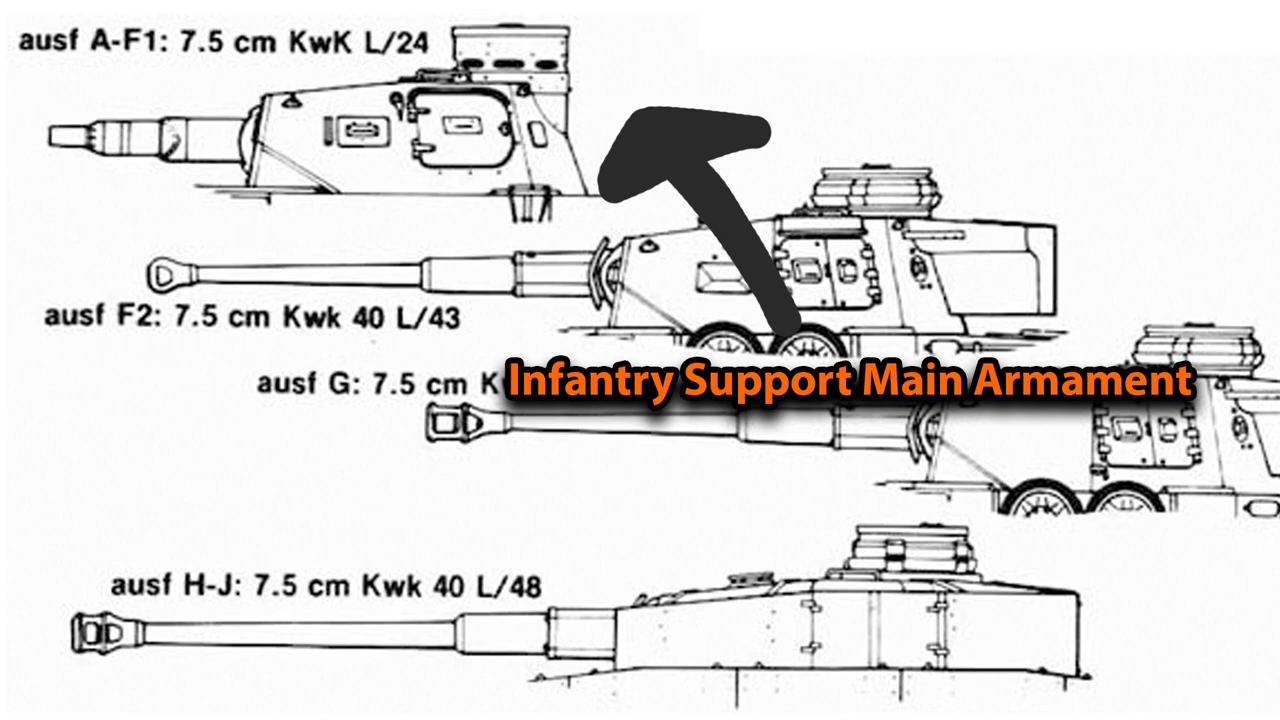 ausf A-F1: 7.5 cm KwK L/24
ausf F2: 7.5 cm Kwk 40 L/43
ausf G: 7.5 cm K
Infantry Support Main Armament
ausf H-J: 7.5 cm Kwk 40 L/48